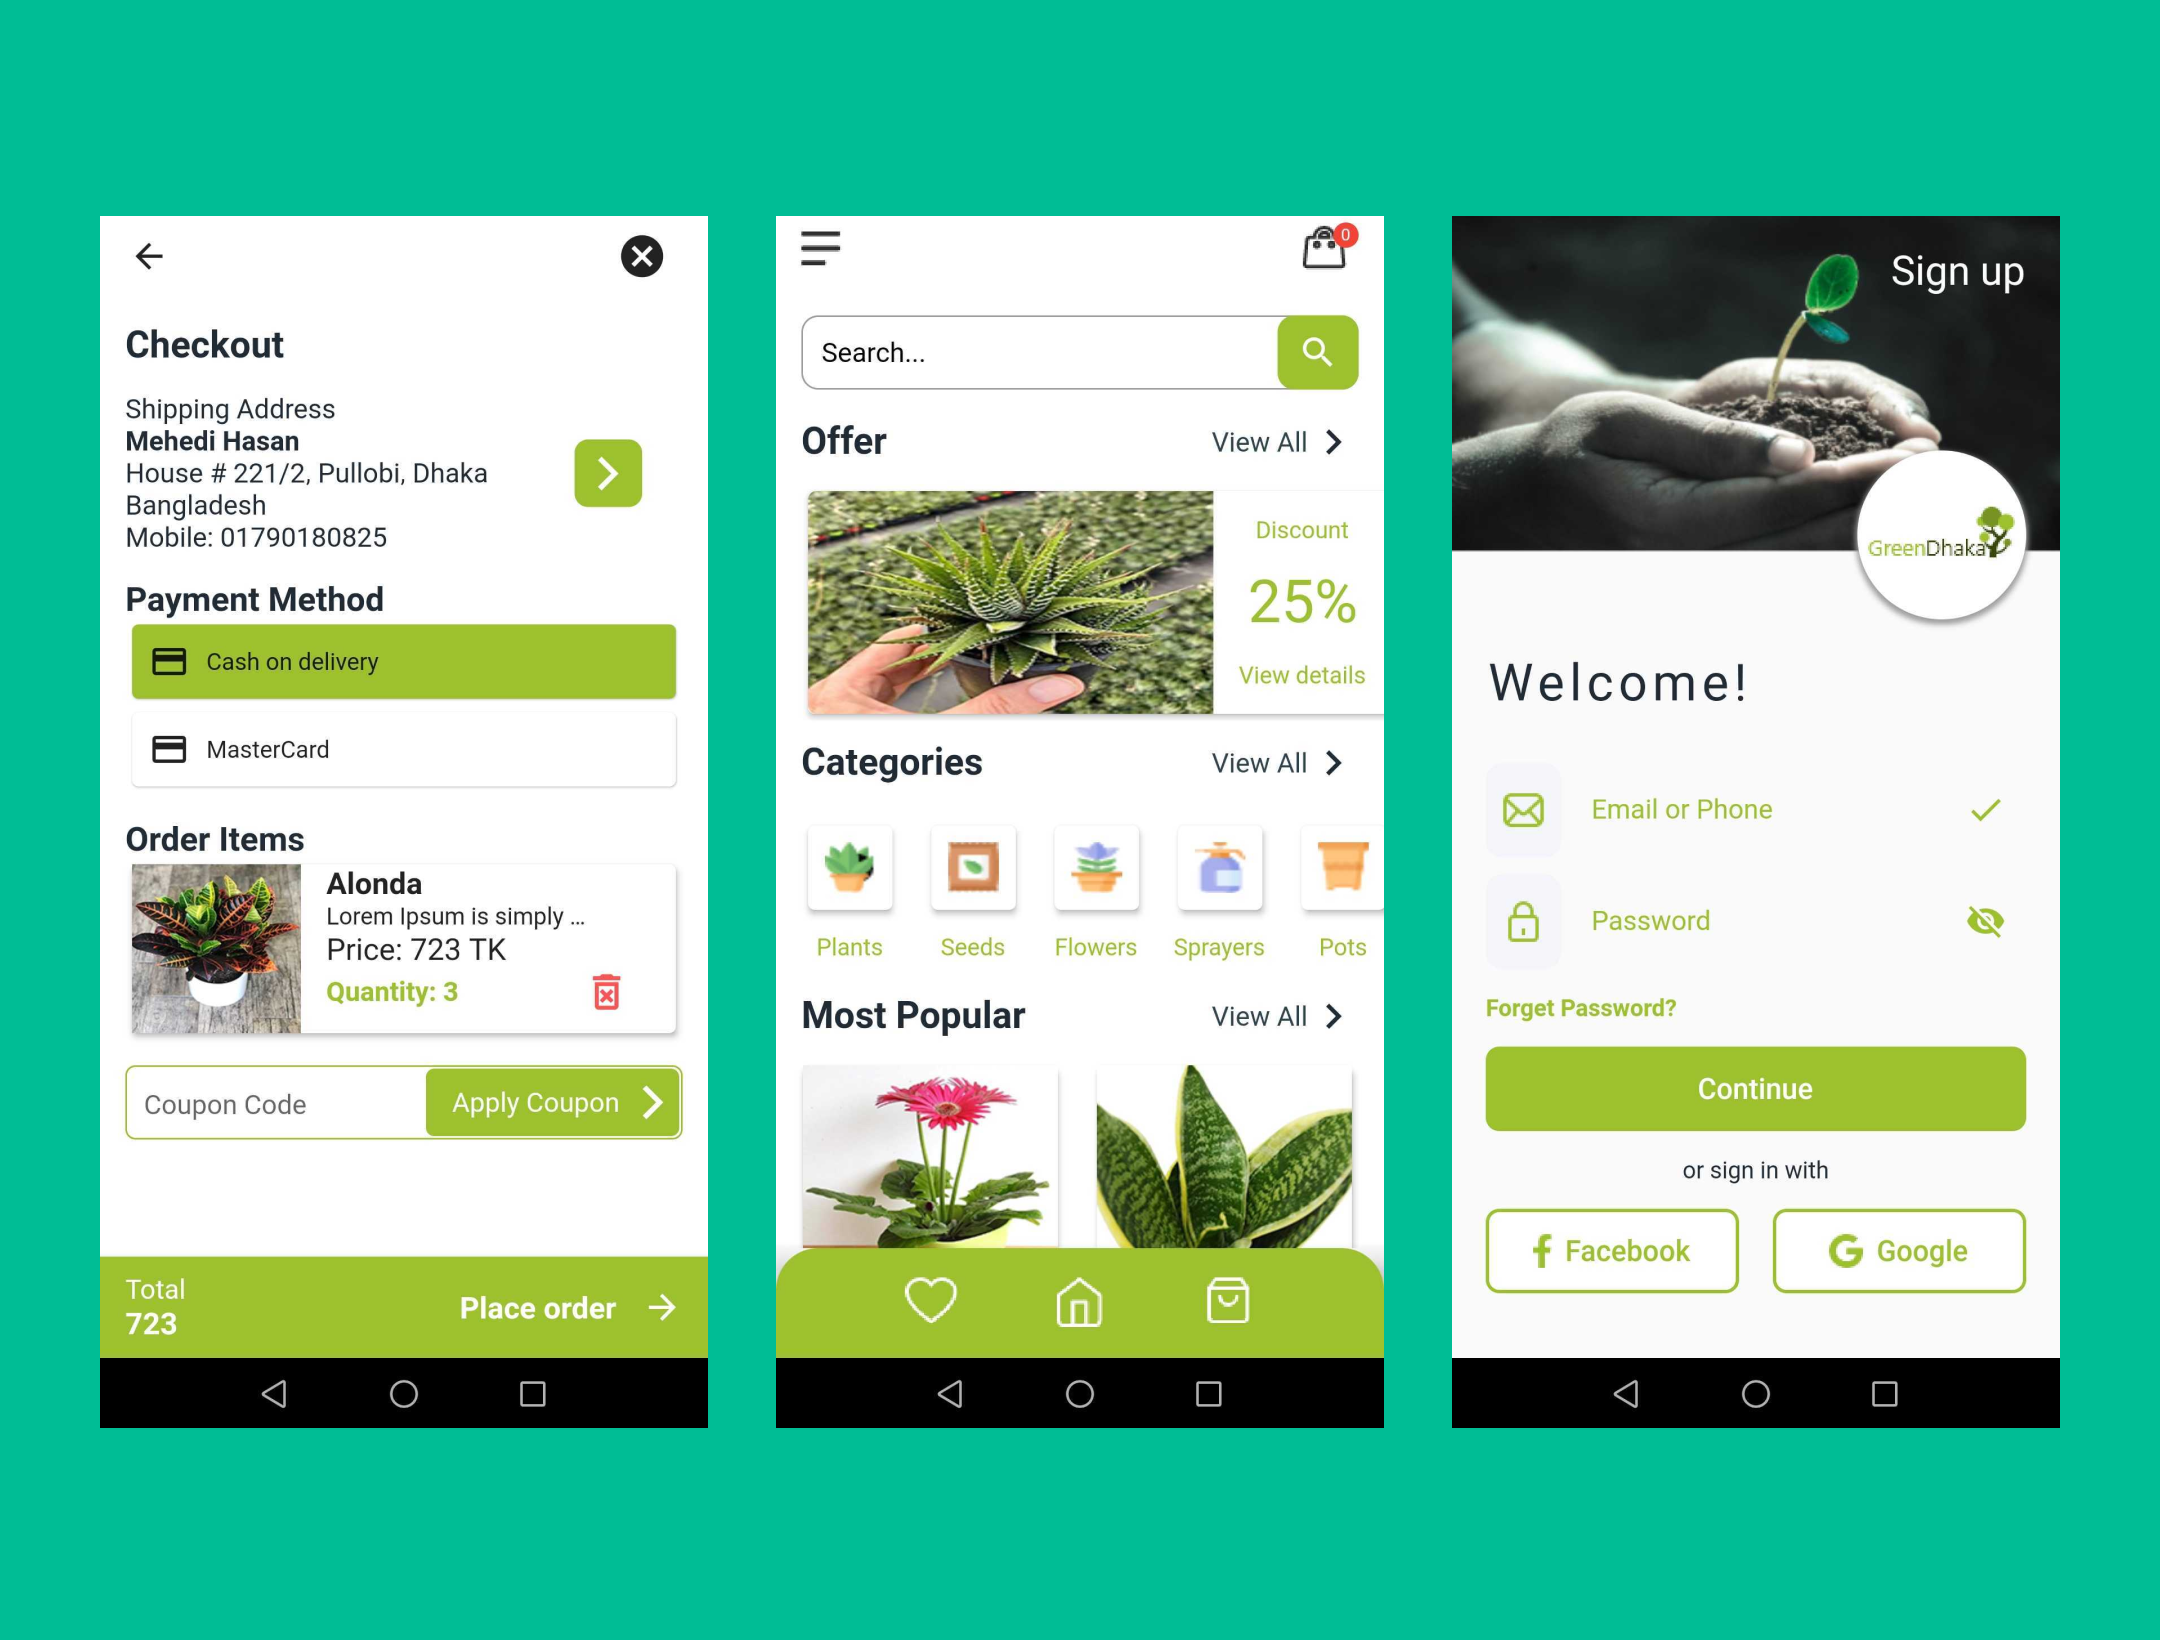 Checkout
Shipping Address
Mehedi Hasan
House # 221/2, Pullobi, Dhaka
Bangladesh
Mobile: 01790180825
Payment Method
Cash on delivery
MasterCard
Order Items
Alonda
Lorem Ipsum is simply ...
Price: 723 TK
Quantity: 3
Coupon Code
Apply Coupon
Total
723
Place order
0
Search...
Offer
View All
Discount
25%
View details
Categories
View All
Plants
Seeds
Flowers
Sprayers
Pots
Most Popular
View All
Sign up
GreenDhaka
Welcome!
Email or Phone
Password
Forget Password?
Continue
or sign in with
Facebook
Google